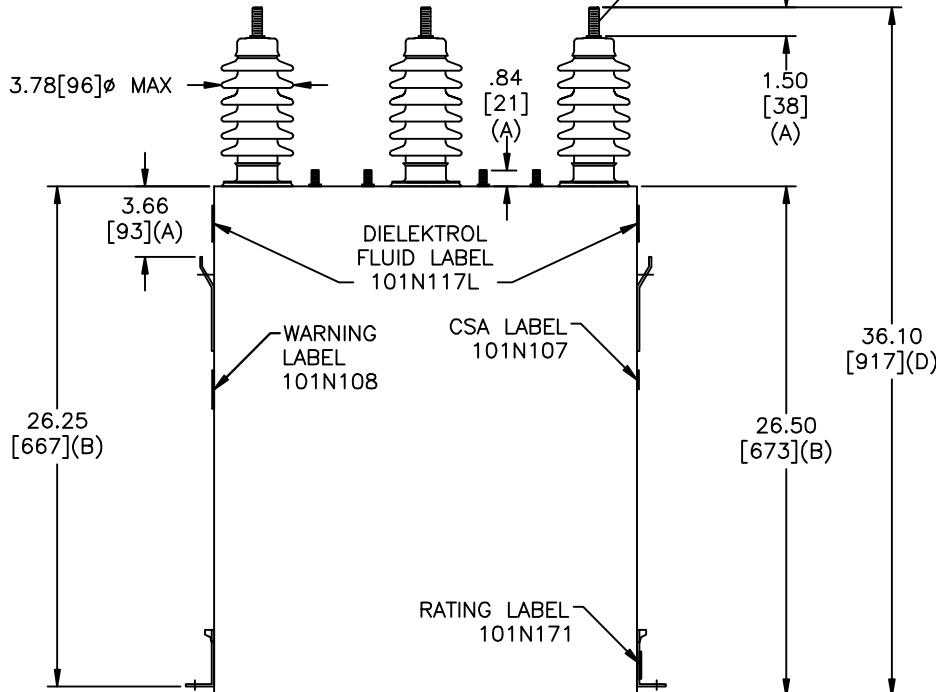 3.78[96]ø MAX
.84
[21]
(A)
1.50
[38]
(A)
3.66
[93](A)
DIELEKTROL
FLUID LABEL
101N117L
WARNING
LABEL
101N108
CSA LABEL
101N107
36.10
[917](D)
26.25
[667](B)
26.50
[673](B)
RATING LABEL
101N171